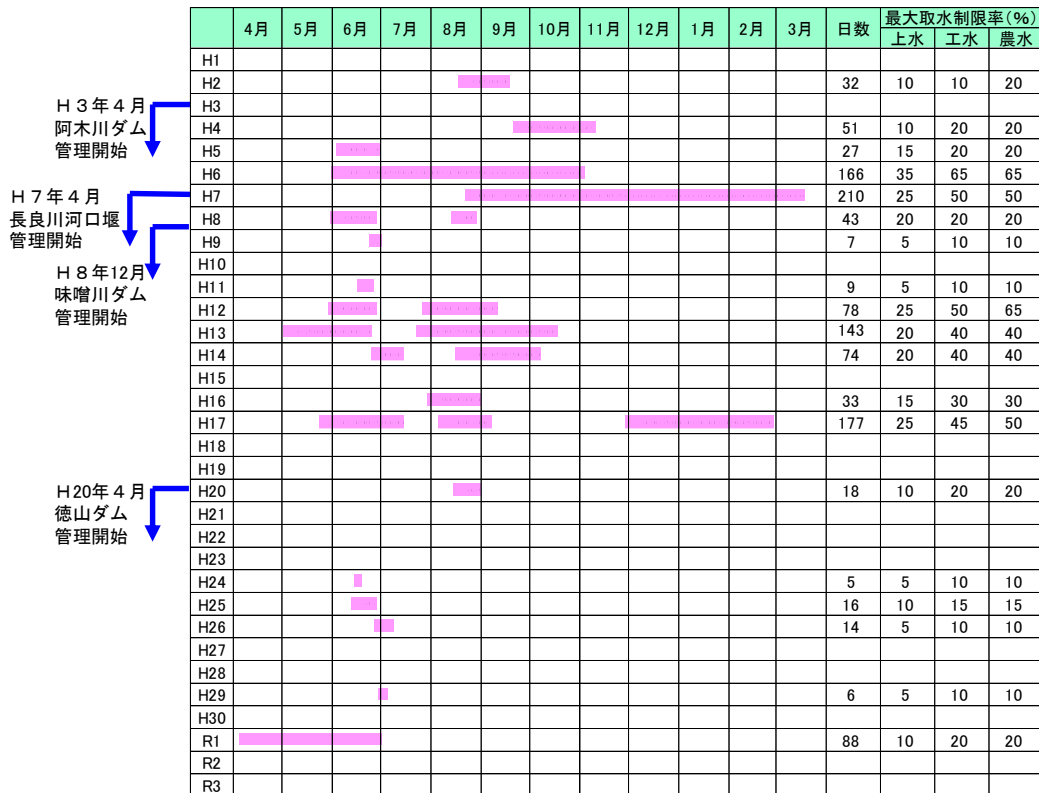 4月 5月 6月 7月 8月 9月 10月 11月 12月 1月 2月 3月 日数 最大取水制限率(%)
上水 工水 農水
H1
H2 32 10 10 20
H3
H4 51 10 20 20
H5 27 15 20 20
H6 166 35 65 65
H7 210 25 50 50
H8 43 20 20 20
H9 7 5 10 10
H10
H11 9 5 10 10
H12 78 25 50 65
H13 143 20 40 40
H14 74 20 40 40
H15
H16 33 15 30 30
H17 177 25 45 50
H18
H19
H20 18 10 20 20
H21
H22
H23
H24 5 5 10 10
H25 16 10 15 15
H26 14 5 10 10
H27
H28
H29 6 5 10 10
H30
R1 88 10 20 20
R2
R3
H3年4月
阿木川ダム
管理開始
H7年4月
長良川河口堰
管理開始
H8年12月
味噌川ダム
管理開始
H20年4月
徳山ダム
管理開始